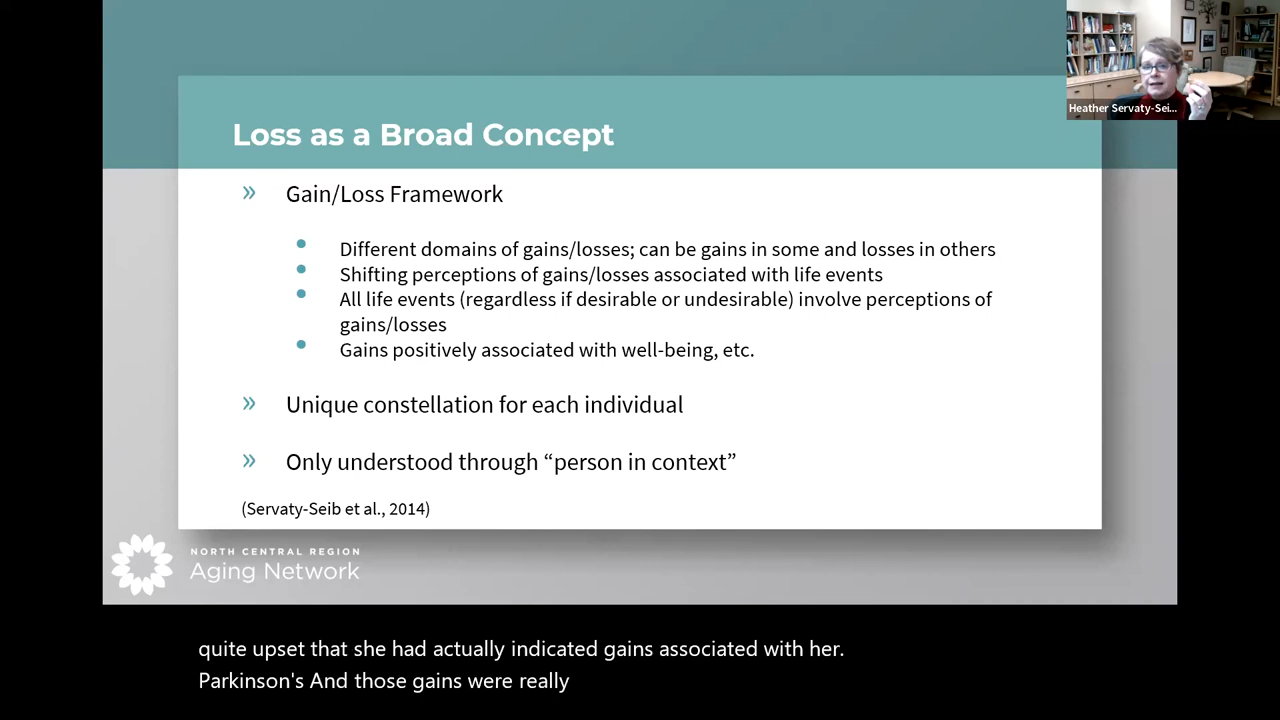 Heather Servaty-Sei...
Loss as a Broad Concept
» Gain/Loss Framework
• Different domains of gains/losses; can be gains in some and losses in others
• Shifting perceptions of gains/losses associated with life events
• All life events (regardless if desirable or undesirable) involve perceptions of
gains/losses
• Gains positively associated with well-being, etc.
» Unique constellation for each individual
» Only understood through “person in context”
(Servaty-Seib et al., 2014)
NORTH CENTRAL REGION
Aging Network
quite upset that she had actually indicated gains associated with her.
Parkinson's And those gains were really